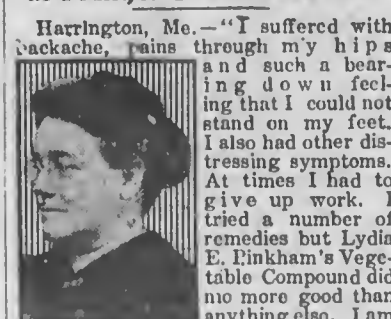 Harrington, Me.—"I suffered with
backache, pains through my hips
and such a bear-
ing down feel-
ing that I could not
stand on my feet.
I also had other dis-
tressing symptoms.
At times I had to
give up work. I
tried a number of
remedies but Lydia
E. Pinkham's Vege-
table Compound did
me more good than
anything else. I am